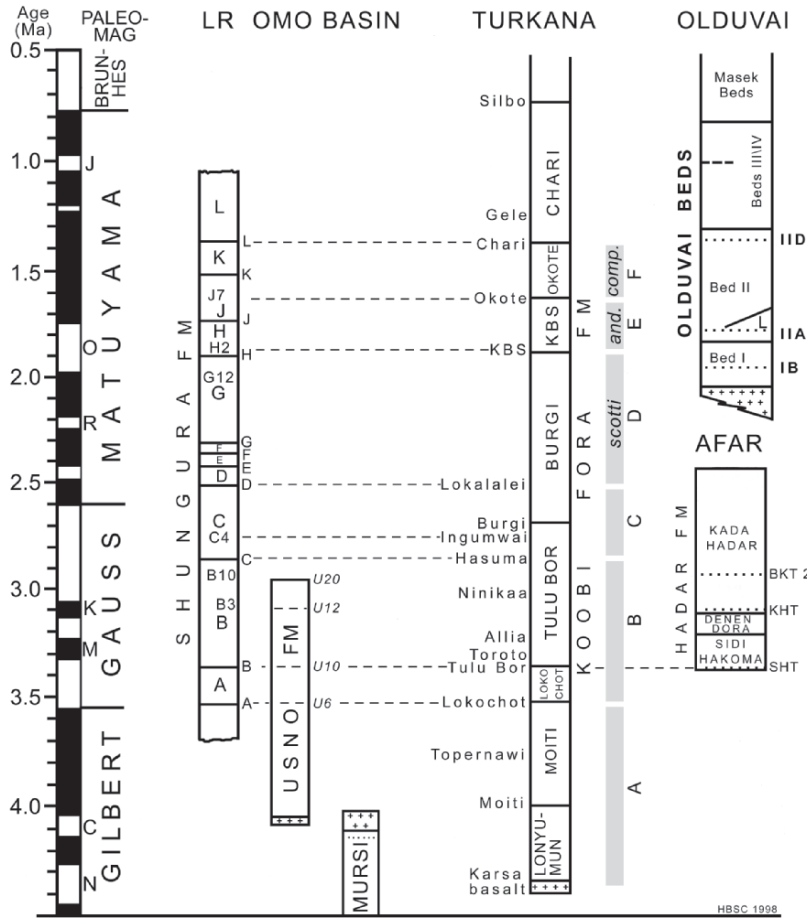 Age
(Ma)
PALEO-
MAG
LR OMO BASIN
TURKANA
OLDUVAI
0.5
1.0
1.5
2.0
2.5
3.0
3.5
4.0
BRUN-
HES
MATUYAMA
GAUSS
GILBERT
J
O
R
K
M
C
N
SHUNGURA FM
L
K
J7
J
H
H2
G12
G
F
E
D
C
C4
B10
B3
B
A
L
K
J
H
G
F
E
D
C
B
A
USNO FM
U20
U12
U10
U6
+++
MURSI
+++
++
Silbo
Gele
Chari
Okote
KBS
Lokalalei
Burgi
Ingumwai
Hasuma
Ninikaa
Allia
Toroto
Tulu Bor
Lokochot
Topernawi
Moiti
Karsa
basalt
CHARI
OKOTE
KBS
BURGI
TULU BOR
LOKO
CHOT
MOITI
LONYU-
MUN
++++
KOOBI FORA FM
and. comp.
scotti
F
E
D
C
B
A
OLDUVAI BEDS
Masek
Beds
Beds III\IV
Bed II
L
Bed I
IID
IIA
IB
AFAR
HADAR FM
KADA
HADAR
DENEN
DORA
SIDI
HAKOMA
BKT 2
KHT
SHT
HBSC 1998